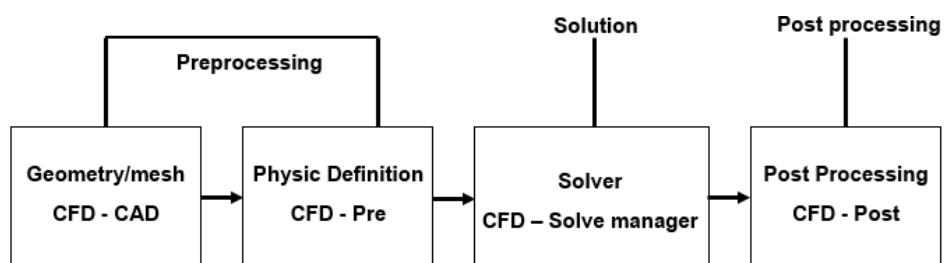 Solution
Post processing
Preprocessing
Geometry/mesh
CFD - CAD
Physic Definition
CFD - Pre
Solver
CFD – Solve manager
Post Processing
CFD - Post